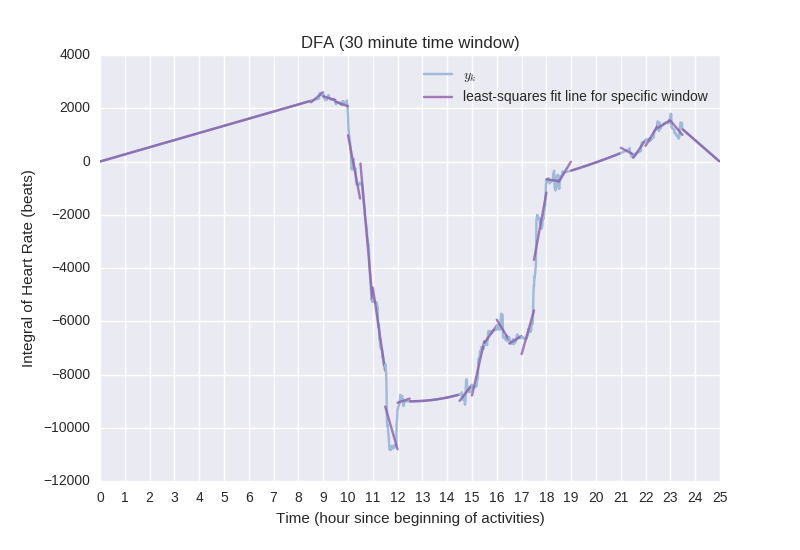 DFA (30 minute time window)
yₖ
least-squares fit line for specific window
Integral of Heart Rate (beats)
4000
2000
0
−2000
−4000
−6000
−8000
−10000
−12000
0 1 2 3 4 5 6 7 8 9 10 11 12 13 14 15 16 17 18 19 20 21 22 23 25
Time (hour since beginning of activities)